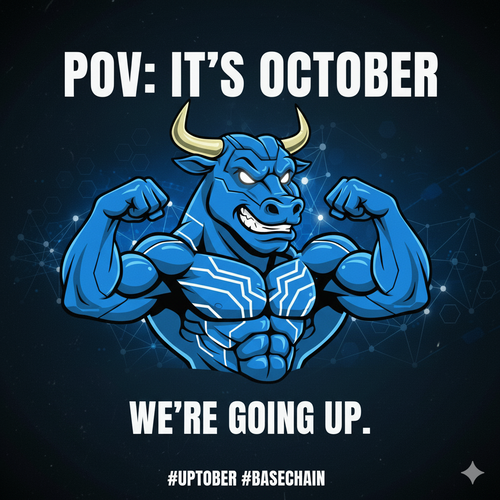 POV: IT’S OCTOBER
WE’RE GOING UP.
#UPTOBER #BASECHAIN